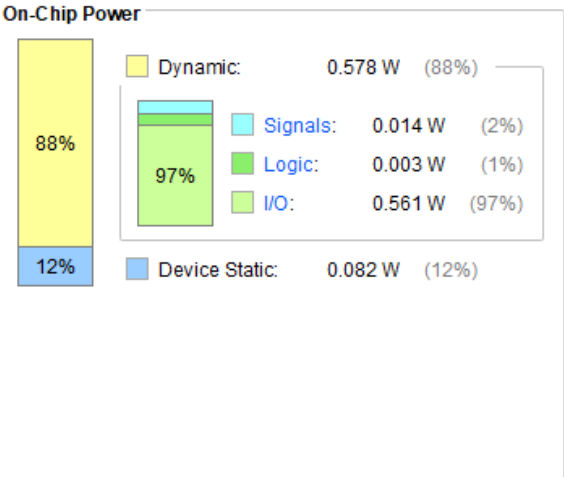 On-Chip Power
Dynamic: 0.578 W (88%)
88%
Signals: 0.014 W (2%)
Logic: 0.003 W (1%)
97%
I/O: 0.561 W (97%)
12%
Device Static: 0.082 W (12%)